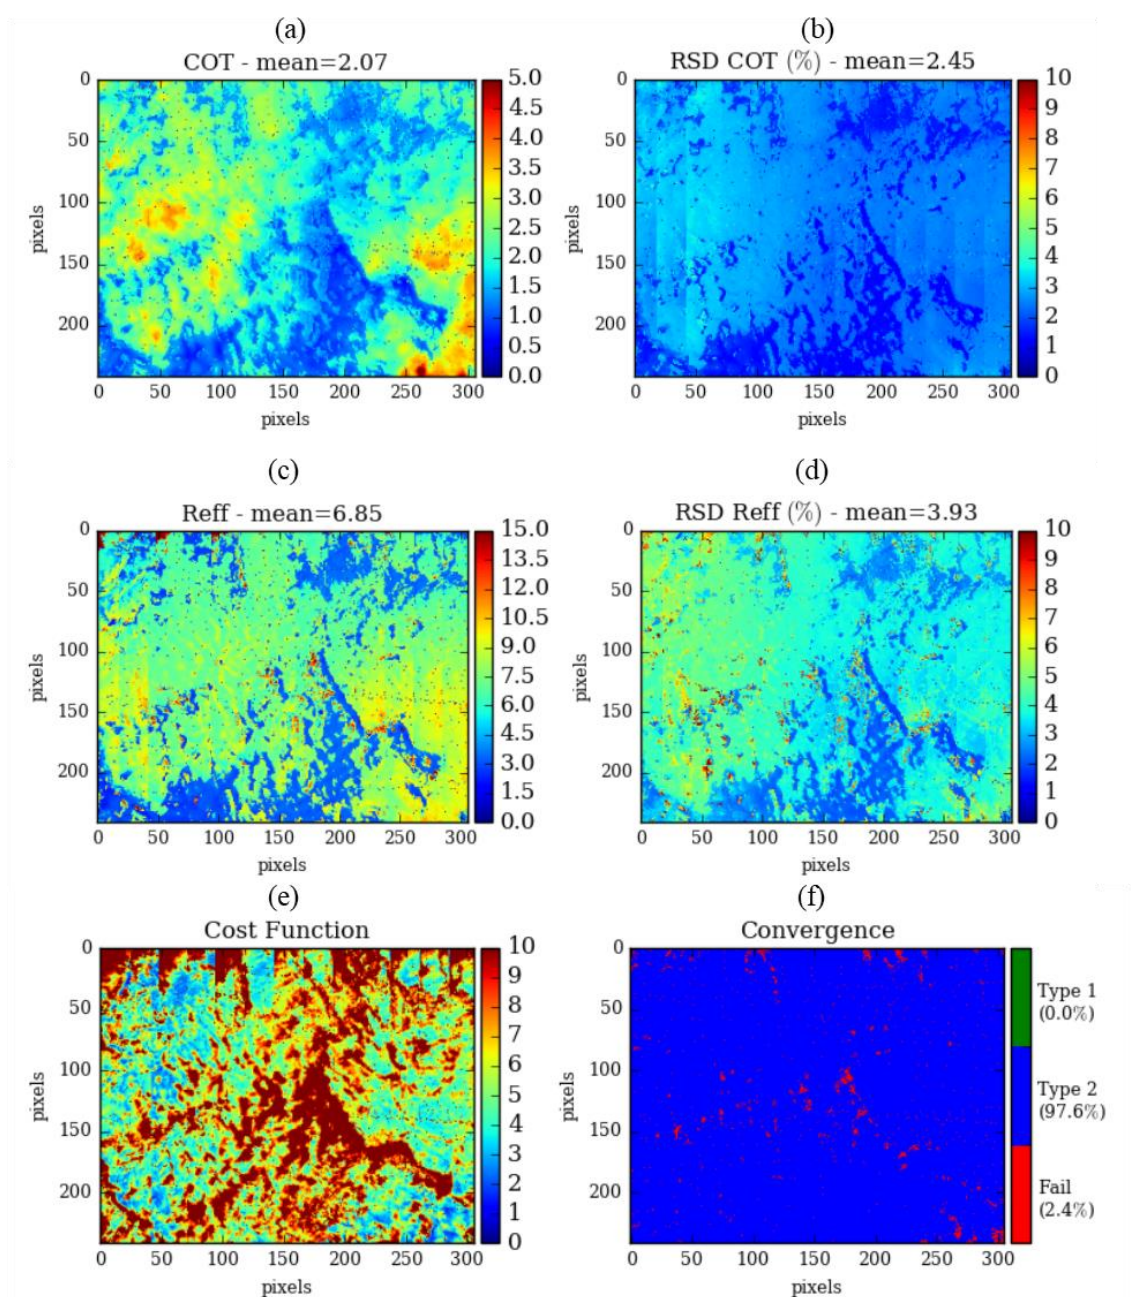 (a) (b)
COT - mean=2.07 RSD COT (%) - mean=2.45
0 5.0 0 10
4.5 9
50 4.0 50 8
3.5 7
100 3.0 100 6
2.5 5
150 2.0 150 4
1.5 3
200 1.0 200 2
0.5 1
0.0 0
0 50 100 150 200 250 300 0 50 100 150 200 250 300
pixels pixels
pixels pixels
(c) (d)
Reff - mean=6.85 RSD Reff (%) - mean=3.93
0 15.0 0 10
13.5 9
50 12.0 50 8
10.5 7
100 9.0 100 6
7.5 5
150 6.0 150 4
4.5 3
200 3.0 200 2
1.5 1
0.0 0
0 50 100 150 200 250 300 0 50 100 150 200 250 300
pixels pixels
pixels pixels
(e) (f)
Cost Function Convergence
0 10 0
9
50 8 50 Type 1
7 (0.0%)
100 6 100
5 Type 2
150 4 150 (97.6%)
3
200 2 200 Fail
1 (2.4%)
0
0 50 100 150 200 250 300 0 50 100 150 200 250 300
pixels pixels
pixels pixels